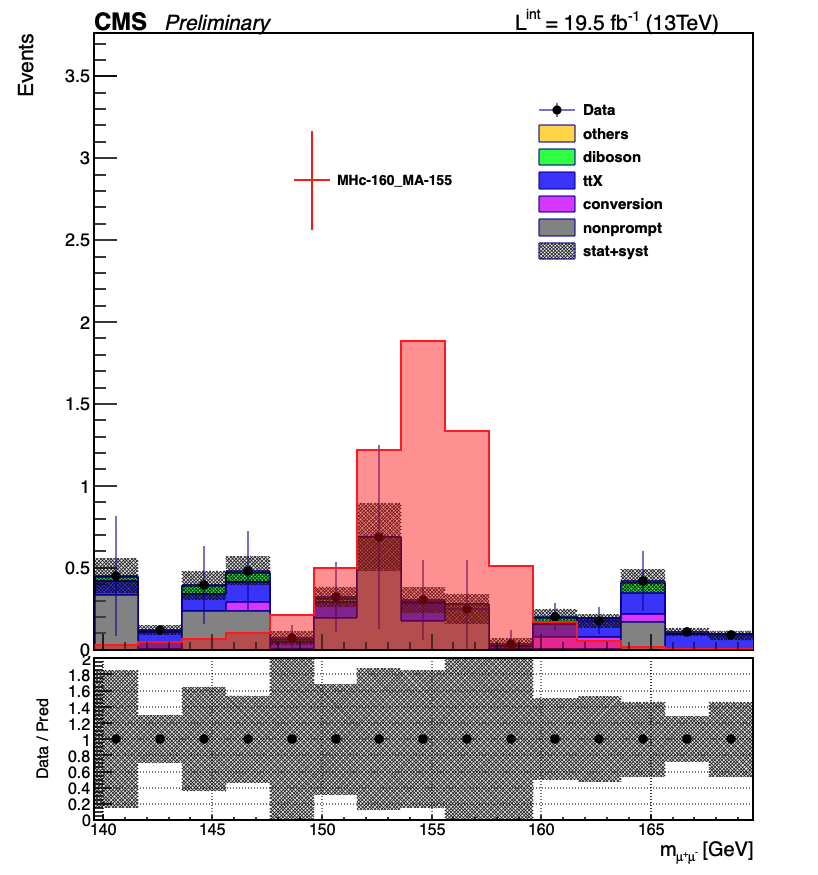 CMS Preliminary L^int = 19.5 fb^-1 (13TeV)
Events
3.5
3
2.5
2
1.5
1
0.5
0
MHc-160_MA-155
Data
others
diboson
ttX
conversion
nonprompt
stat+syst
Data / Pred
2
1.8
1.6
1.4
1.2
1
0.8
0.6
0.4
0.2
0
140 145 150 155 160 165
m_μ⁺μ⁻ [GeV]